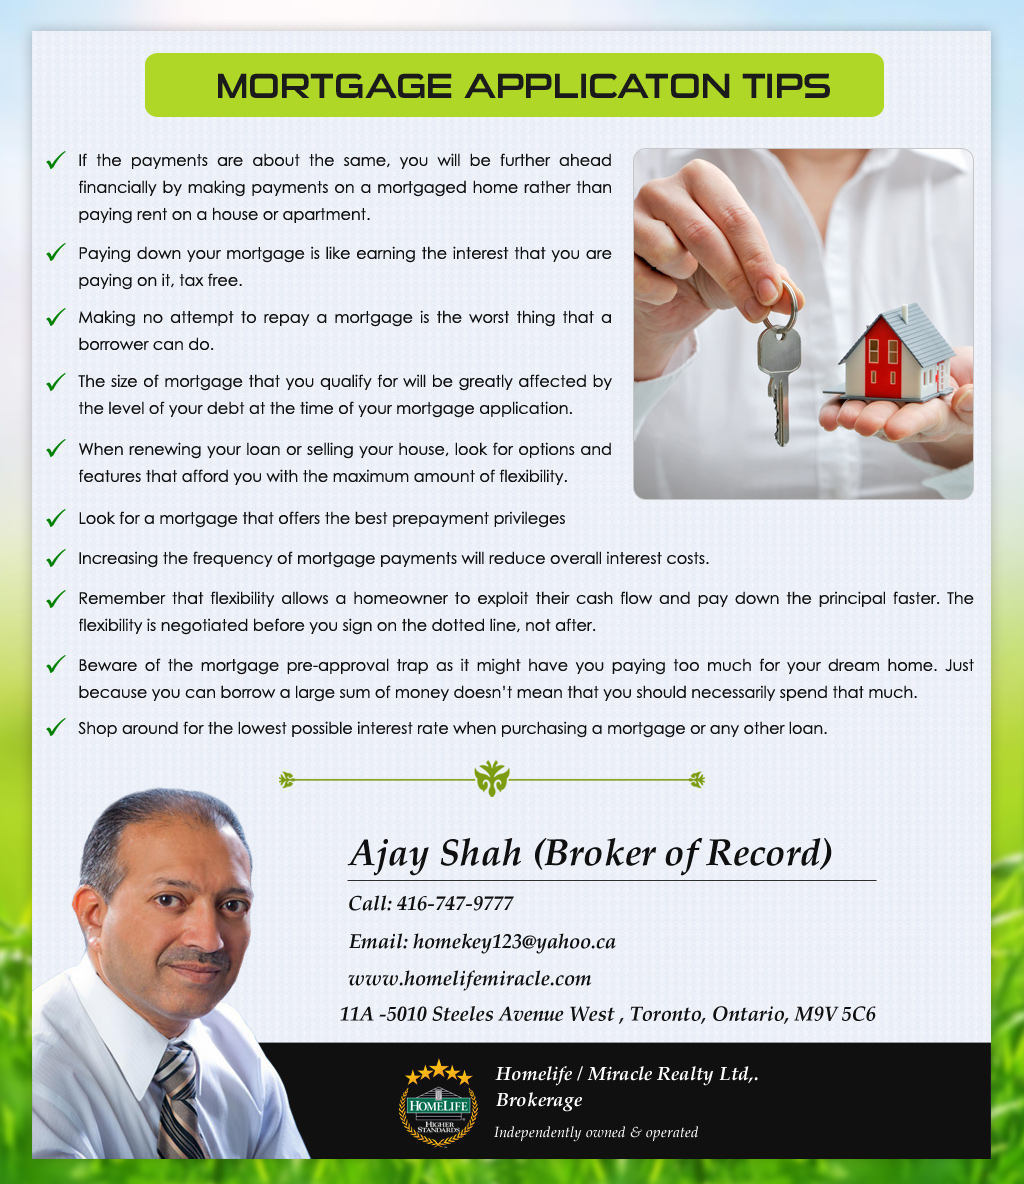 MORTGAGE APPLICATON TIPS
If the payments are about the same, you will be further ahead
financially by making payments on a mortgaged home rather than
paying rent on a house or apartment.
Paying down your mortgage is like earning the interest that you are
paying on it, tax free.
Making no attempt to repay a mortgage is the worst thing that a
borrower can do.
The size of mortgage that you qualify for will be greatly affected by
the level of your debt at the time of your mortgage application.
When renewing your loan or selling your house, look for options and
features that afford you with the maximum amount of flexibility.
Look for a mortgage that offers the best prepayment privileges
Increasing the frequency of mortgage payments will reduce overall interest costs.
Remember that flexibility allows a homeowner to exploit their cash flow and pay down the principal faster. The
flexibility is negotiated before you sign on the dotted line, not after.
Beware of the mortgage pre-approval trap as it might have you paying too much for your dream home. Just
because you can borrow a large sum of money doesn't mean that you should necessarily spend that much.
Shop around for the lowest possible interest rate when purchasing a mortgage or any other loan.
Ajay Shah (Broker of Record)
Call: 416-747-9777
Email: homekey123@yahoo.ca
www.homelifemiracle.com
11A -5010 Steeles Avenue West , Toronto, Ontario, M9V 5C6
HOMELIFE
HIGHER
STANDARDS
Homelife / Miracle Realty Ltd,.
Brokerage
Independently owned & operated